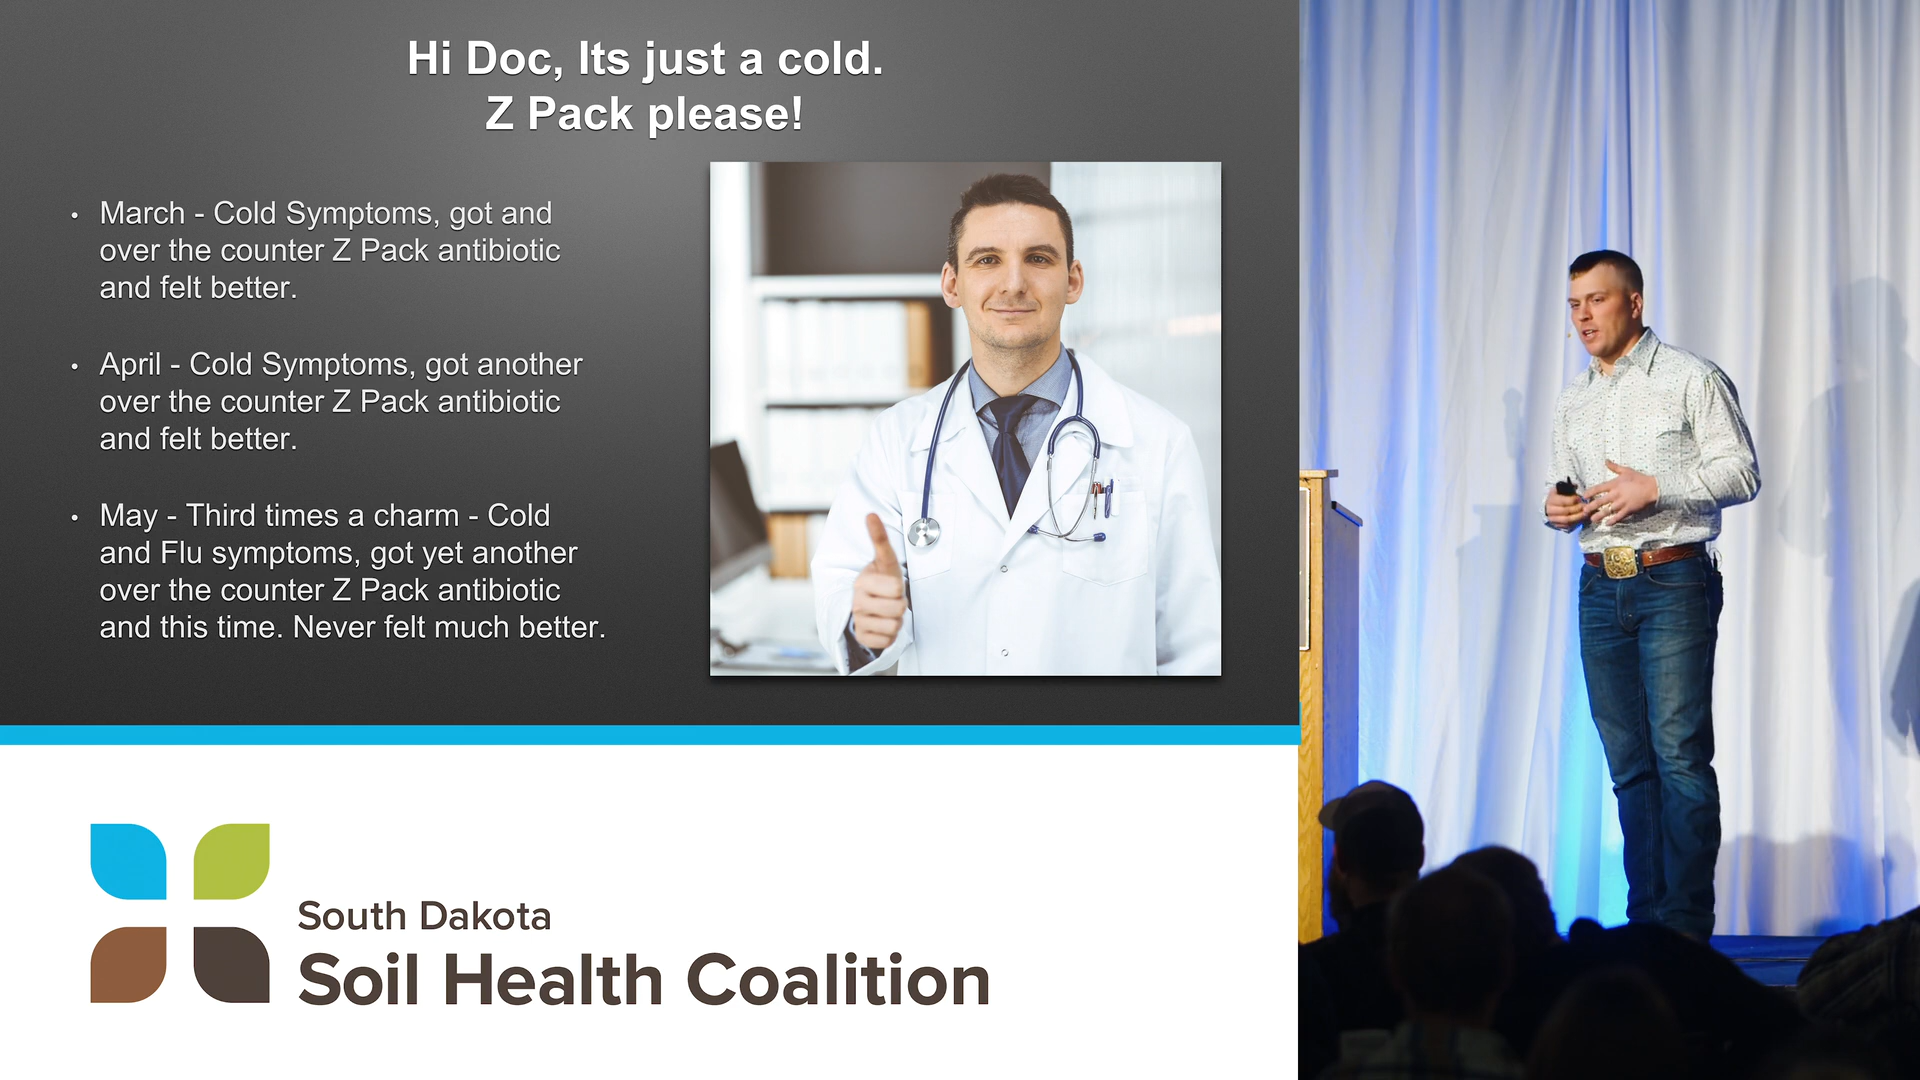 Hi Doc, Its just a cold.
Z Pack please!
• March - Cold Symptoms, got and
over the counter Z Pack antibiotic
and felt better.
• April - Cold Symptoms, got another
over the counter Z Pack antibiotic
and felt better.
• May - Third times a charm - Cold
and Flu symptoms, got yet another
over the counter Z Pack antibiotic
and this time. Never felt much better.
South Dakota
Soil Health Coalition